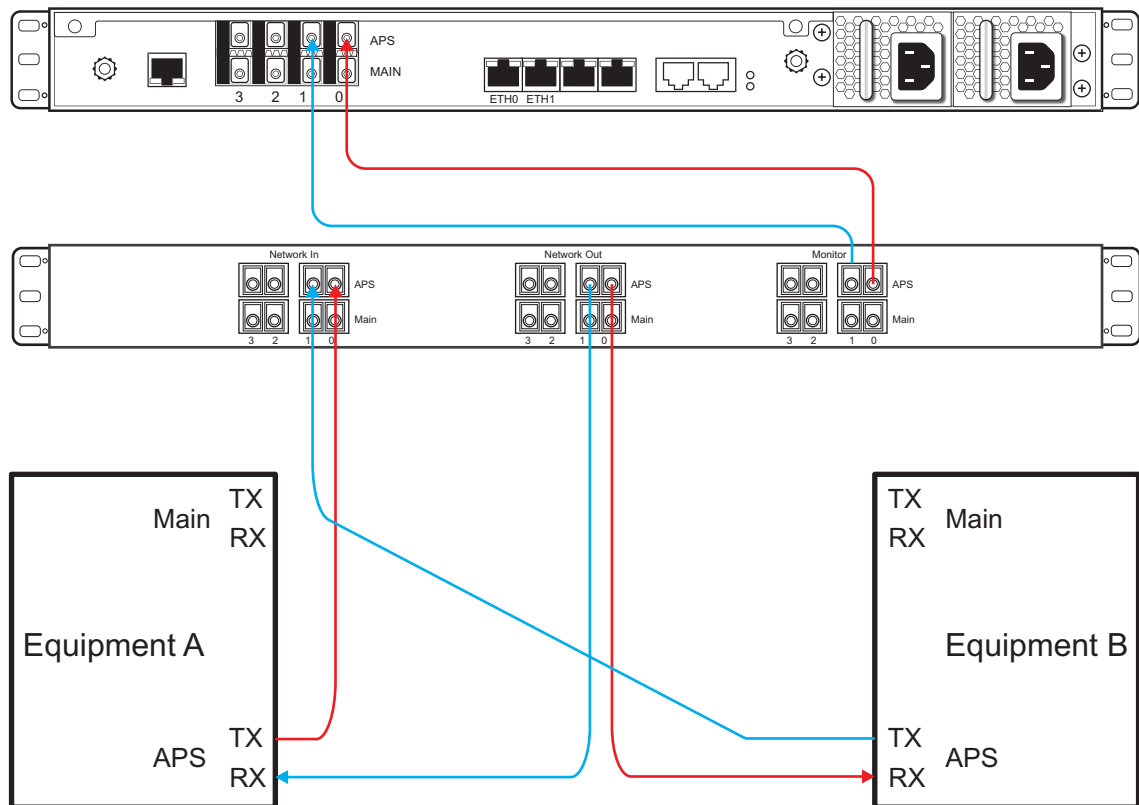 APS
MAIN
3 2 1 0
ETH0 ETH1
Network In Network Out Monitor
APS APS APS
Main Main Main
3 2 1 0 3 2 1 0 3 2 1 0
TX TX
Main Main
RX RX
Equipment A Equipment B
TX TX
APS APS
RX RX